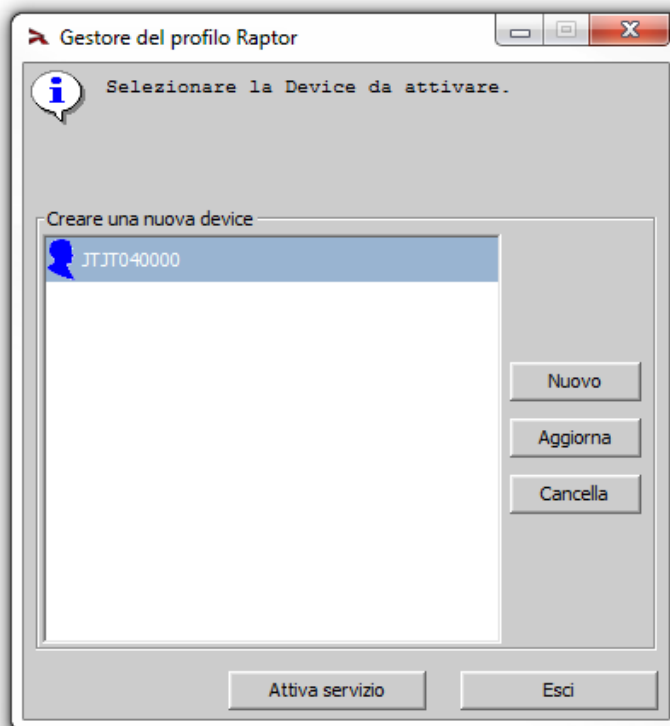 Gestore del profilo Raptor
Selezionare la Device da attivare.
Creare una nuova device
JTJT040000
Nuovo
Aggiorna
Cancella
Attiva servizio
Esci